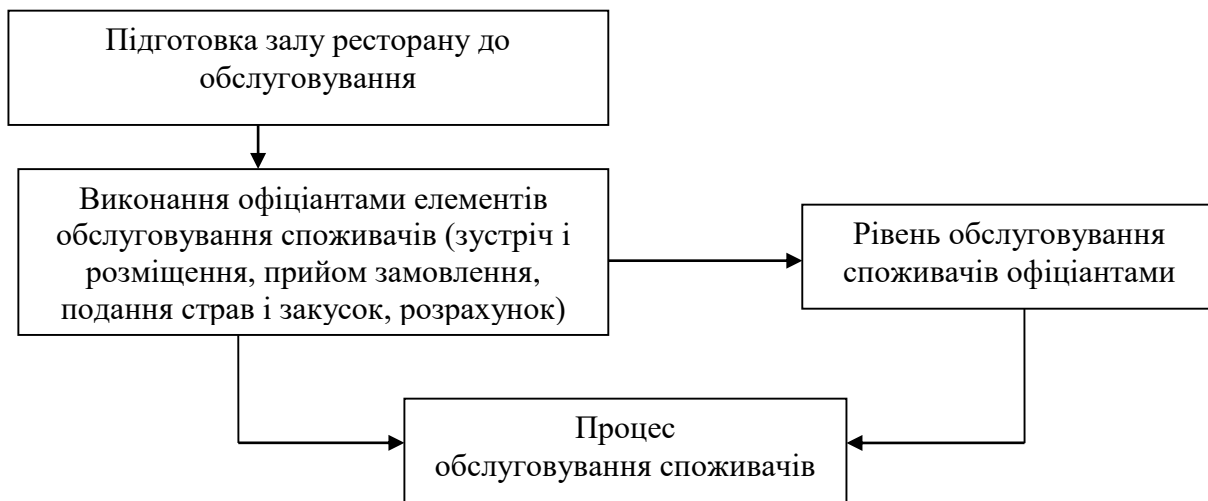 Підготовка залу ресторану до
обслуговування
Виконання офіціантами елементів
обслуговування споживачів (зустріч і
розміщення, прийом замовлення,
подання страв і закусок, розрахунок)
Рівень обслуговування
споживачів офіціантами
Процес
обслуговування споживачів